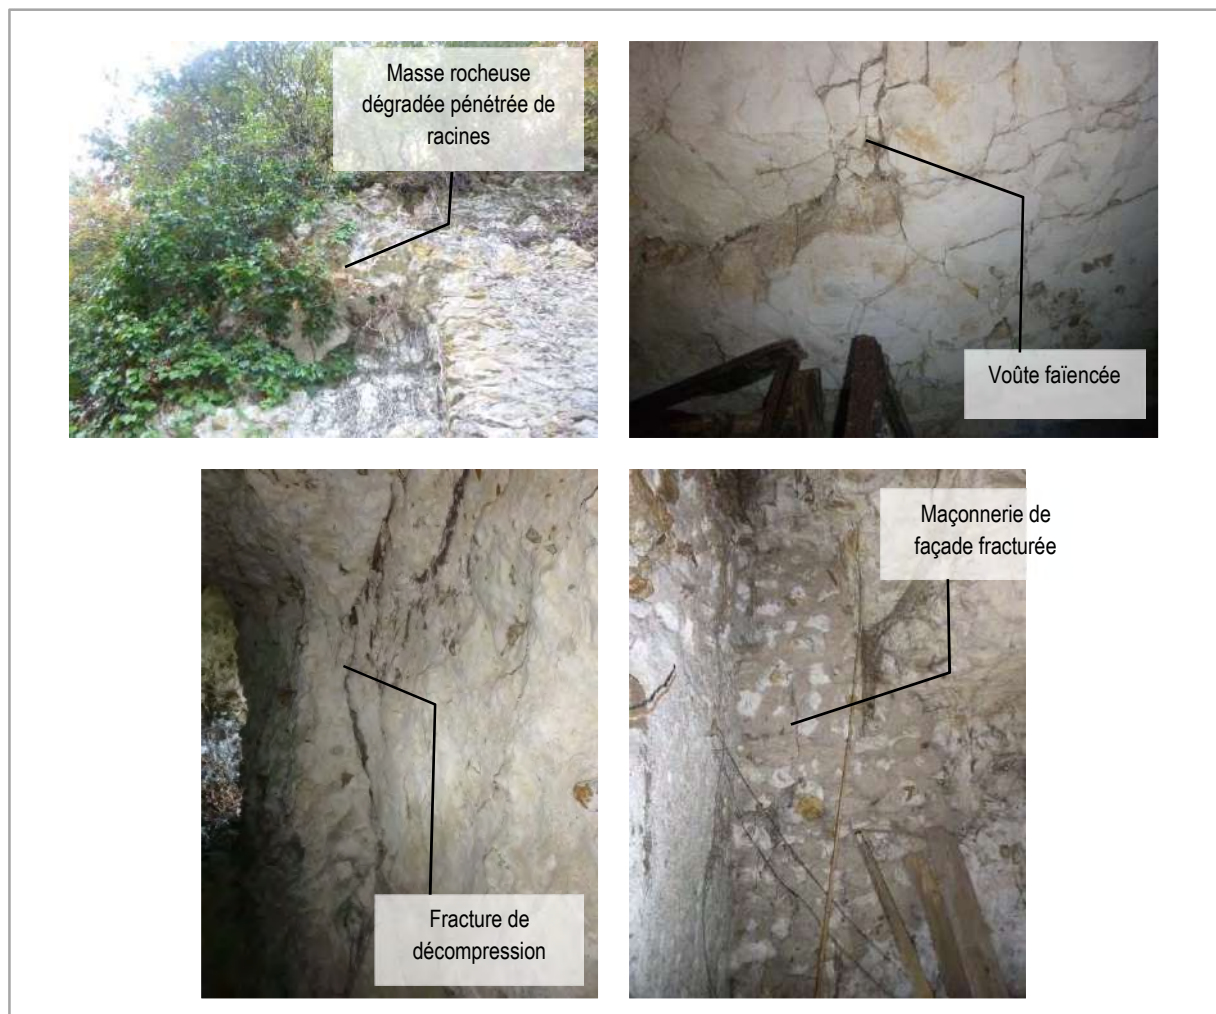 Masse rocheuse
dégradée pénétrée de
racines
Voûte faïencée
Maçonnerie de
façade fracturée
Fracture de
décompression